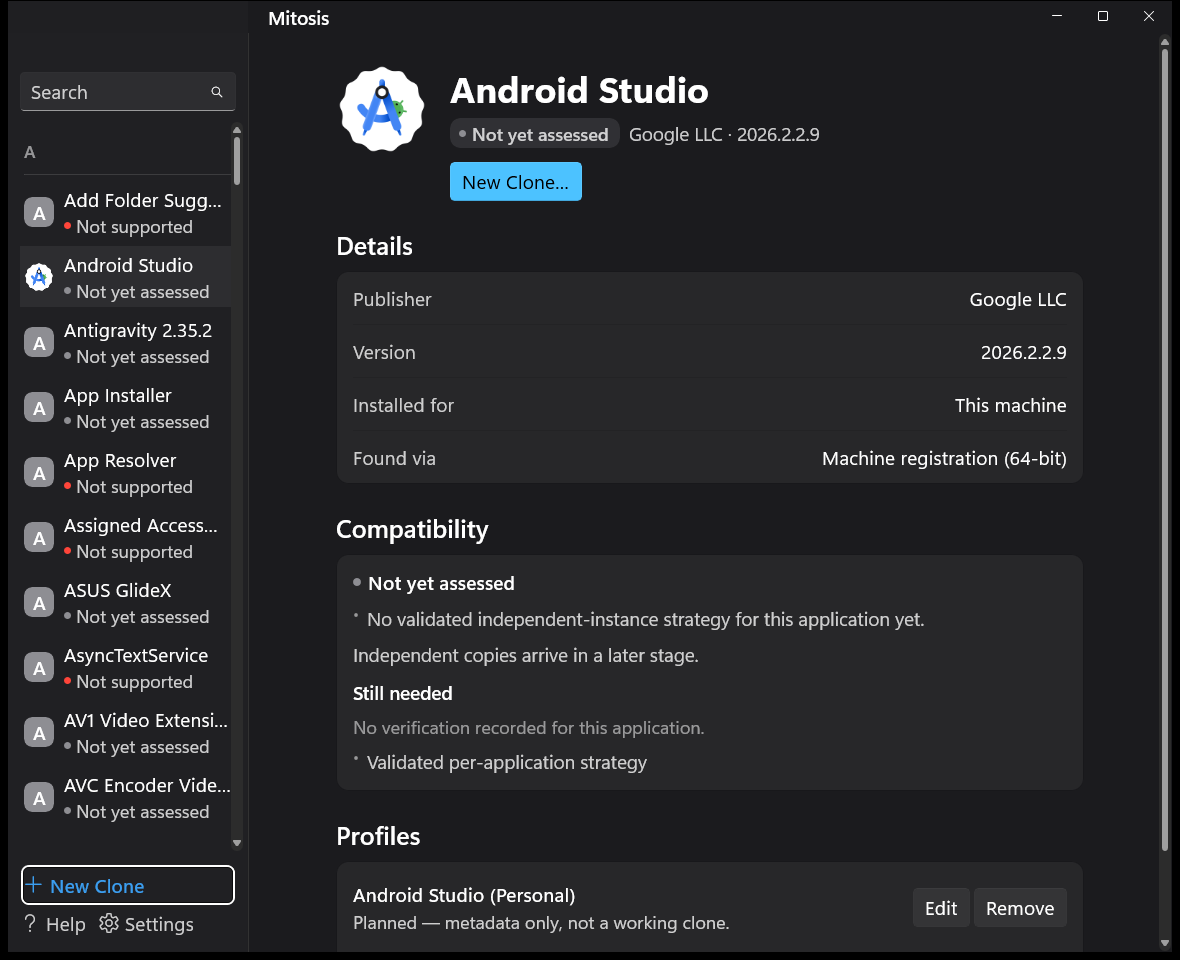 Mitosis
Search
A
A
Add Folder Sugg...
Not supported
Android Studio
Not yet assessed
A
Antigravity 2.35.2
Not yet assessed
A
App Installer
Not yet assessed
A
App Resolver
Not supported
A
Assigned Access...
Not supported
A
ASUS GlideX
Not yet assessed
A
AsyncTextService
Not supported
A
AV1 Video Extensi...
Not yet assessed
A
AVC Encoder Vide...
Not yet assessed
+ New Clone
? Help Settings
Android Studio
Not yet assessed Google LLC · 2026.2.2.9
New Clone...
Details
Publisher Google LLC
Version 2026.2.2.9
Installed for This machine
Found via Machine registration (64-bit)
Compatibility
Not yet assessed
· No validated independent-instance strategy for this application yet.
Independent copies arrive in a later stage.
Still needed
No verification recorded for this application.
· Validated per-application strategy
Profiles
Android Studio (Personal)
Planned — metadata only, not a working clone.
Edit Remove